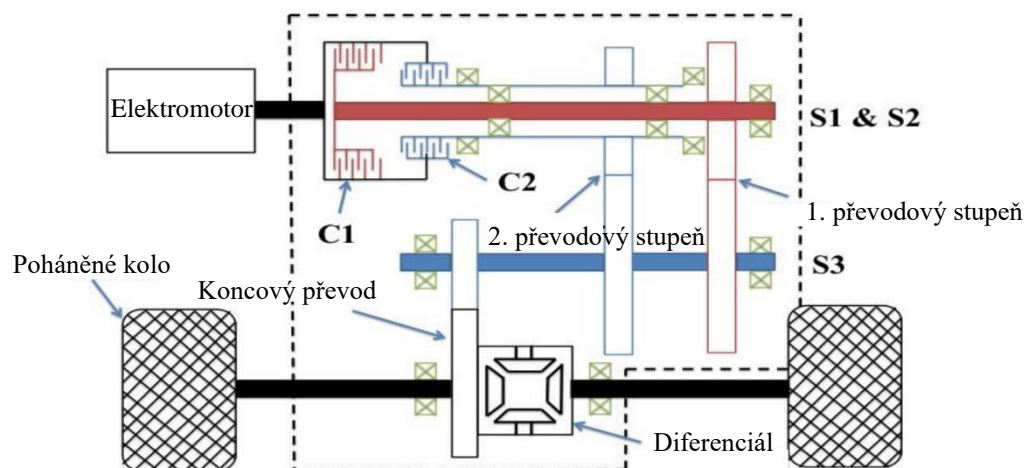 Elektromotor
S1 & S2
C2
C1
1. převodový stupeň
2. převodový stupeň
Poháněné kolo
S3
Koncový převod
Diferenciál